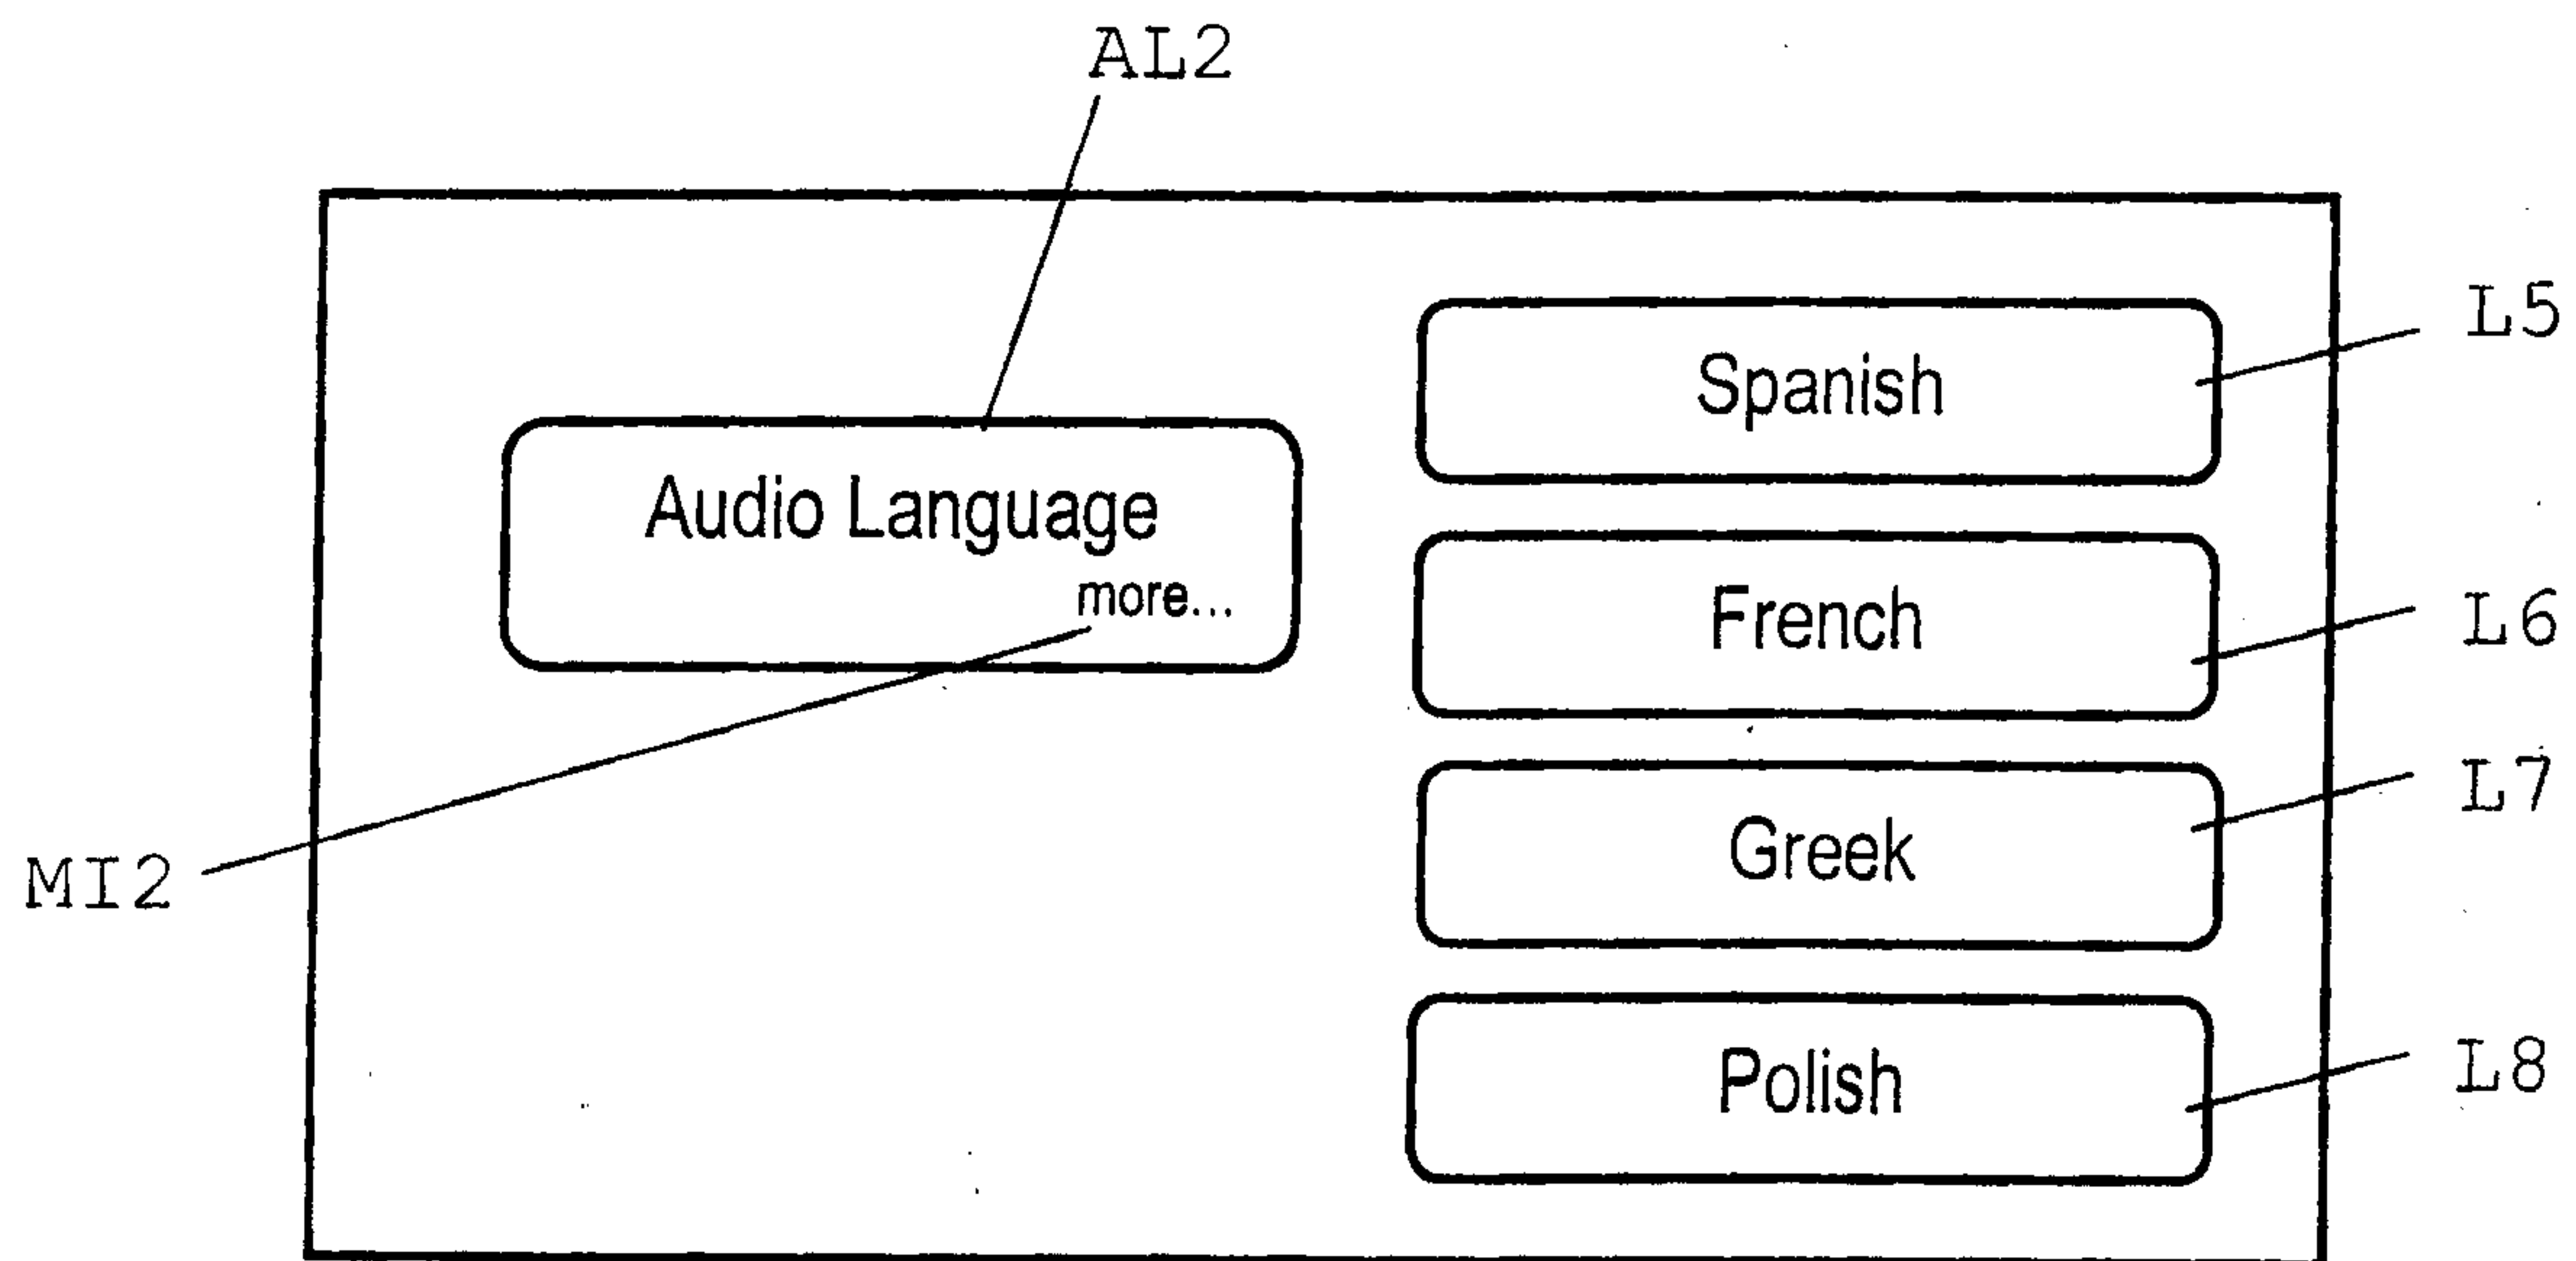 AL2
Spanish
L5
Audio Language
more...
French
L6
Greek
L7
MI2
Polish
L8